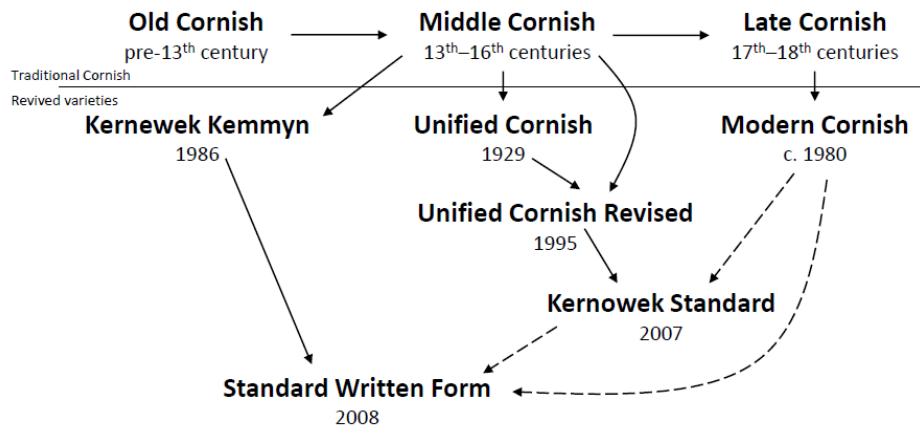 Old Cornish Middle Cornish Late Cornish
pre-13th century 13th–16th centuries 17th–18th centuries
Traditional Cornish
Revived varieties
Kernewek Kemmyn Unified Cornish Modern Cornish
1986 1929 c. 1980
Unified Cornish Revised
1995
Kernowek Standard
2007
Standard Written Form
2008